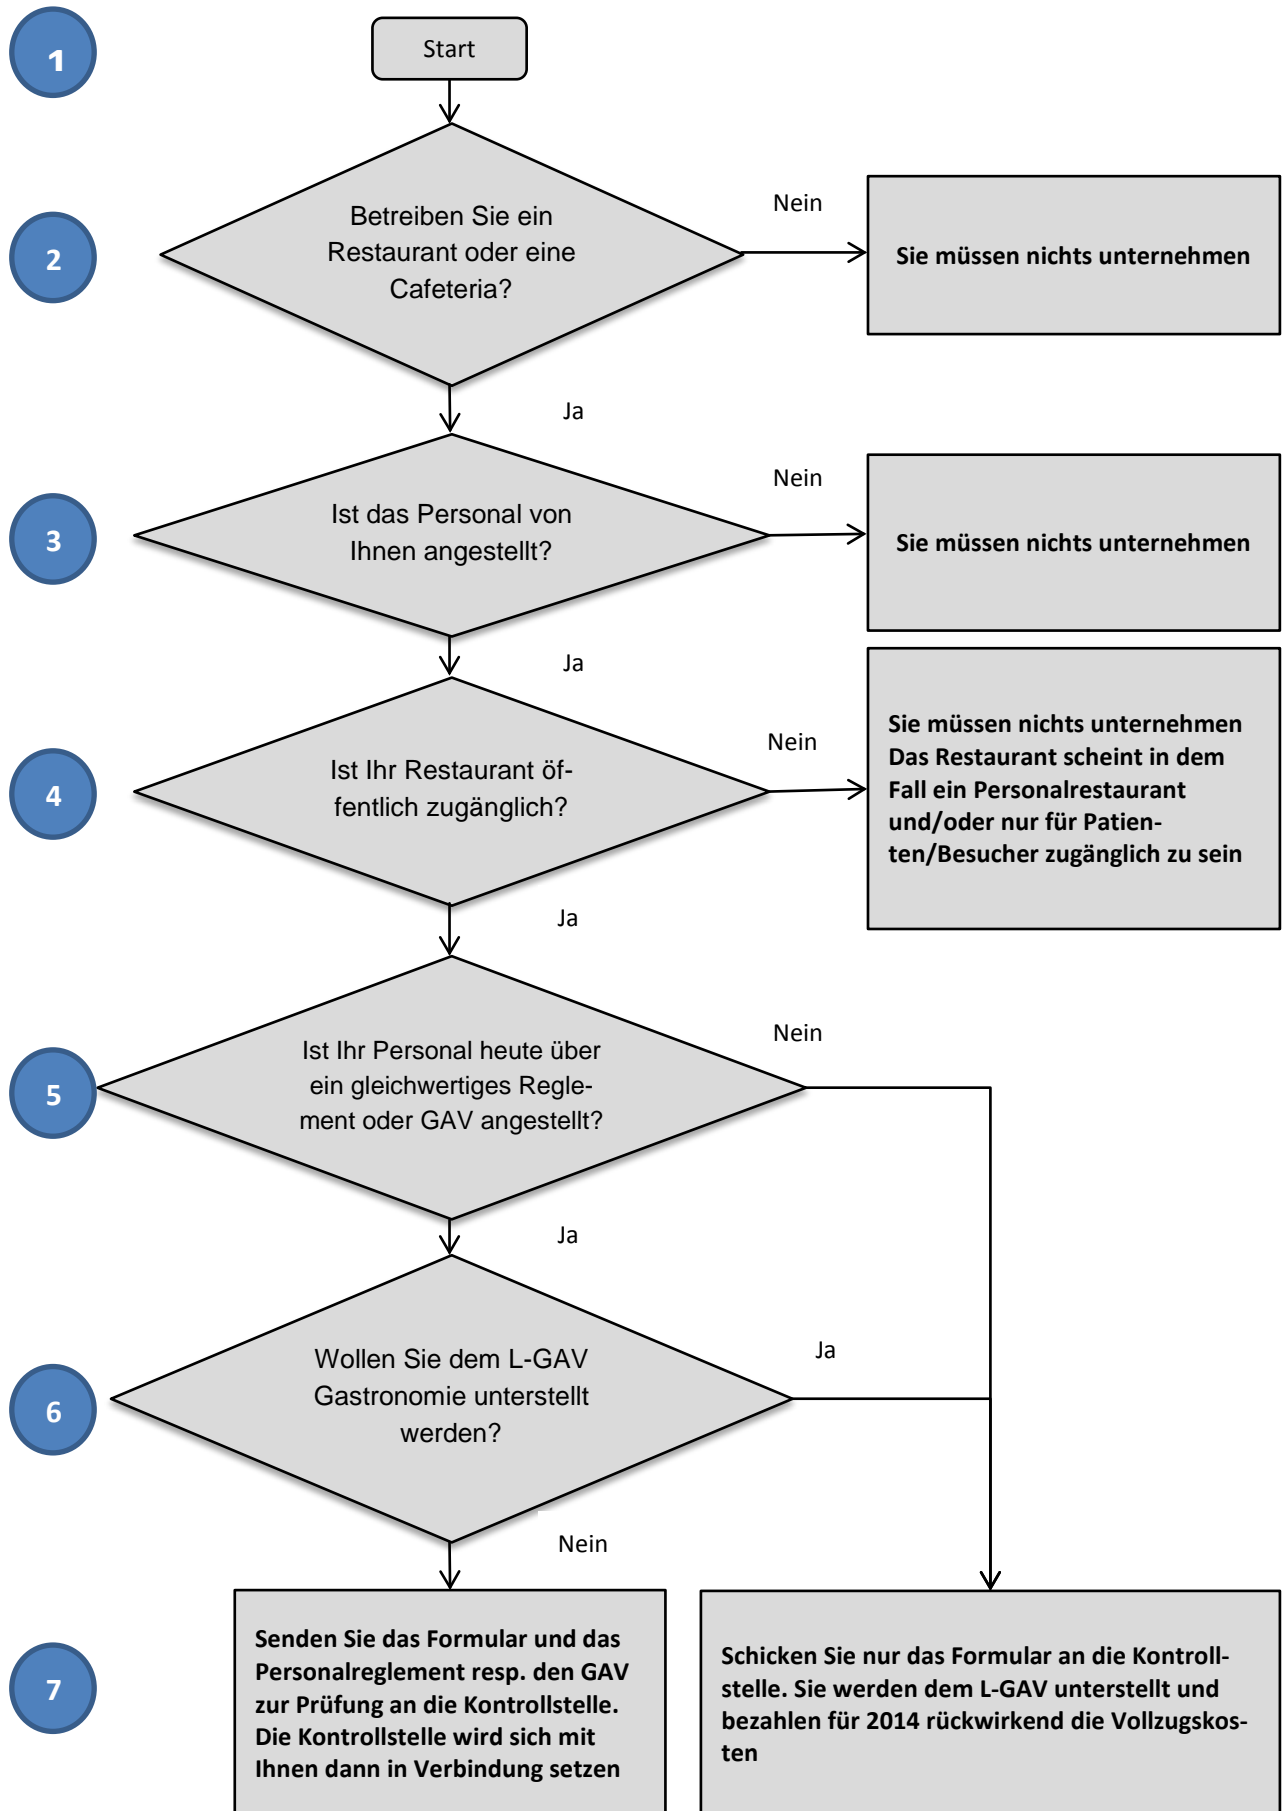 1
Start
2
Betreiben Sie ein
Restaurant oder eine
Cafeteria?
Nein
Sie müssen nichts unternehmen
Ja
3
Ist das Personal von
Ihnen angestellt?
Nein
Sie müssen nichts unternehmen
Ja
4
Ist Ihr Restaurant öf-
fentlich zugänglich?
Nein
Sie müssen nichts unternehmen
Das Restaurant scheint in dem
Fall ein Personalrestaurant
und/oder nur für Patien-
ten/Besucher zugänglich zu sein
Ja
5
Ist Ihr Personal heute über
ein gleichwertiges Regle-
ment oder GAV angestellt?
Nein
Ja
6
Wollen Sie dem L-GAV
Gastronomie unterstellt
werden?
Ja
Nein
7
Senden Sie das Formular und das
Personalreglement resp. den GAV
zur Prüfung an die Kontrollstelle.
Die Kontrollstelle wird sich mit
Ihnen dann in Verbindung setzen
Schicken Sie nur das Formular an die Kontroll-
stelle. Sie werden dem L-GAV unterstellt und
bezahlen für 2014 rückwirkend die Vollzugskos-
ten